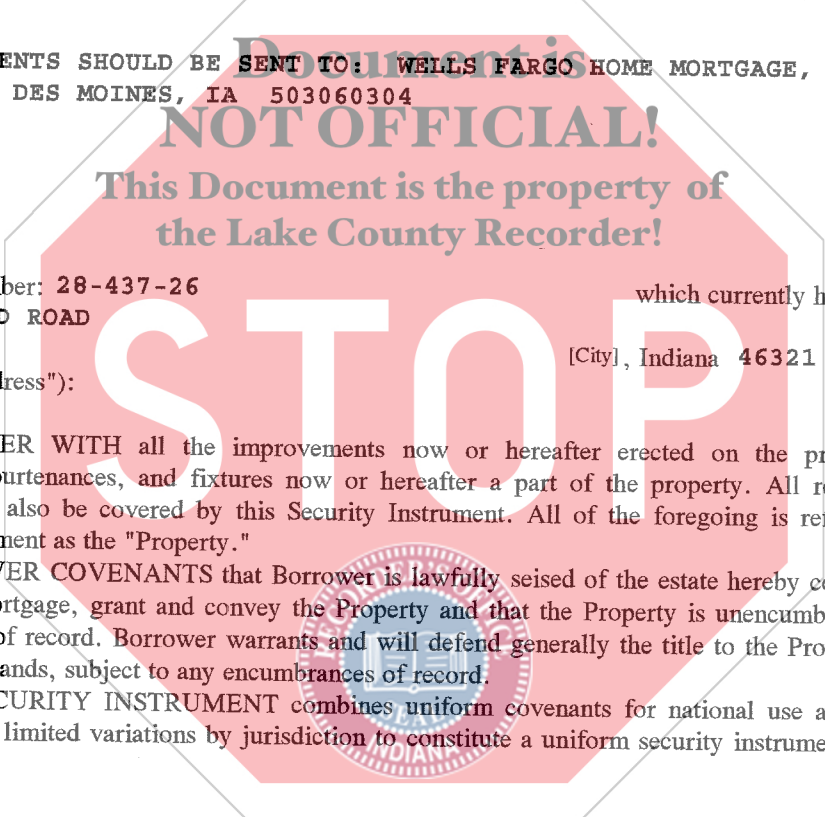 Document is
ENTS SHOULD BE SENT TO: WELLS FARGO HOME MORTGAGE,
DES MOINES, IA 503060304
NOT OFFICIAL!
This Document is the property of
the Lake County Recorder!
ber: 28-437-26
which currently h
D ROAD
STOP
[City], Indiana 46321
ress"):
ER WITH all the improvements now or hereafter erected on the pr
urtenances, and fixtures now or hereafter a part of the property. All r
also be covered by this Security Instrument. All of the foregoing is re
ment as the "Property."
ER COVENANTS that Borrower is lawfully seised of the estate hereby c
rtgage, grant and convey the Property and that the Property is unencumb
of record. Borrower warrants and will defend generally the title to the Pro
ands, subject to any encumbrances of record.
CURITY INSTRUMENT combines uniform covenants for national use a
limited variations by jurisdiction to constitute a uniform security instrume
SEAL
INDIANA